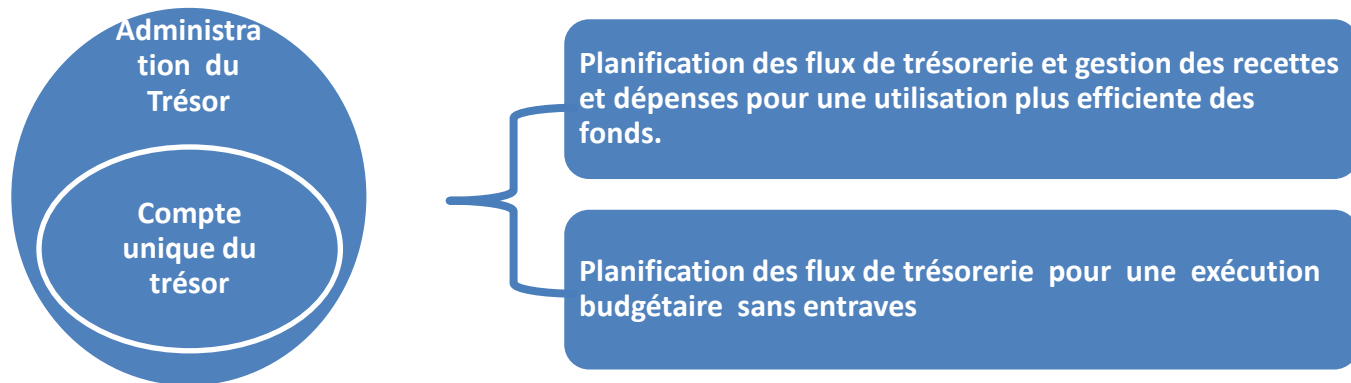 Administra
tion du
Trésor
Compte
unique du
trésor
Planification des flux de trésorerie et gestion des recettes
et dépenses pour une utilisation plus efficiente des
fonds.
Planification des flux de trésorerie pour une exécution
budgétaire sans entraves